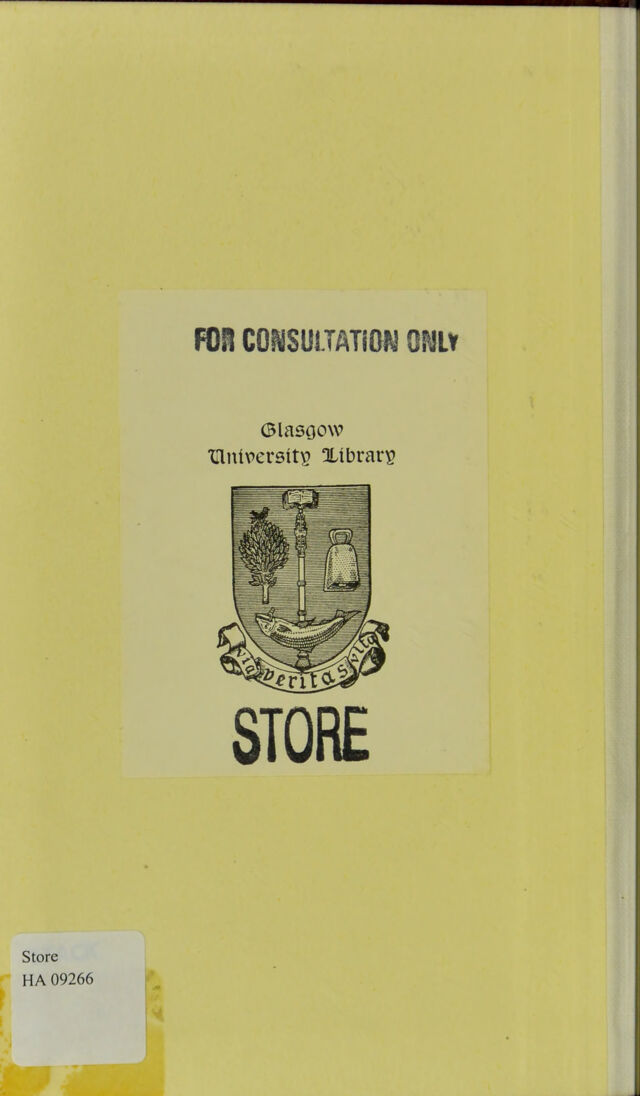 FOR CONSULTATION ONLY
Glasgow
University Library
via veritas vita
STORE
Store
HA 09266